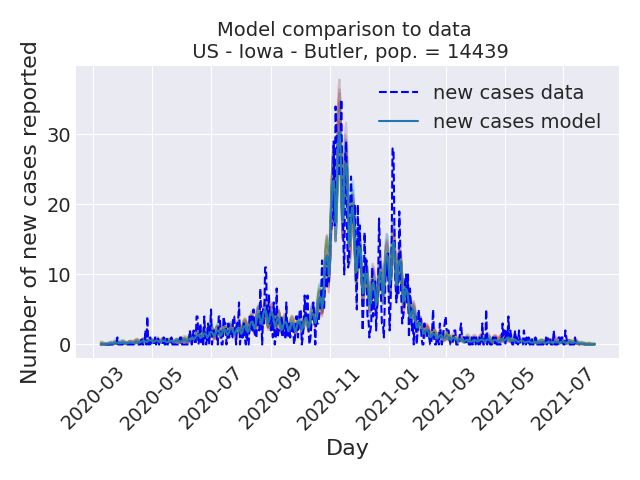 Model comparison to data
US - Iowa - Butler, pop. = 14439
Number of new cases reported
30
20
10
0
new cases data
new cases model
2020-03
2020-05
2020-07
2020-09
2020-11
2021-01
2021-03
2021-05
2021-07
Day